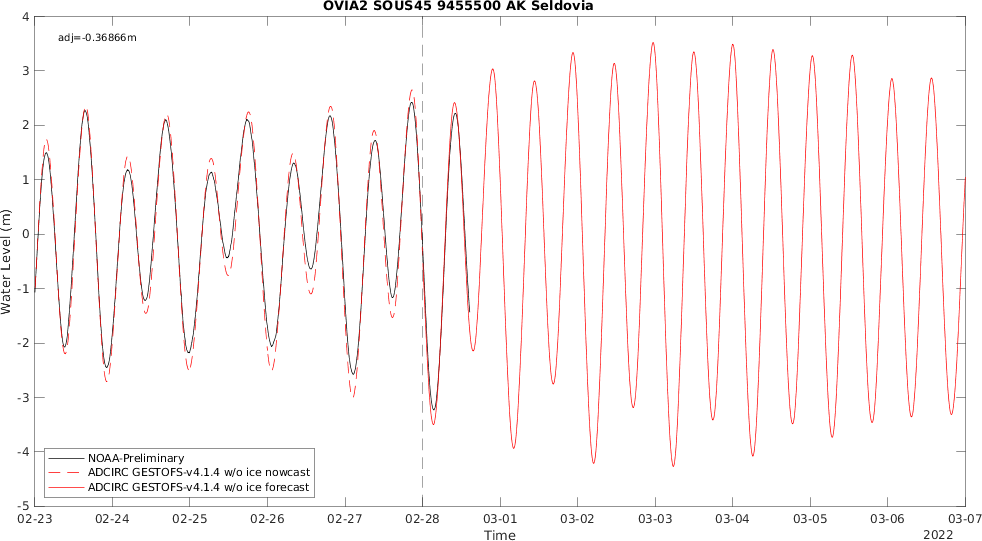 OVIA2 SOUS45 9455500 AK Seldovia
adj=-0.36866m
4
3
2
1
0
-1
-2
-3
-4
-5
Water Level (m)
NOAA-Preliminary
ADCIRC GESTOFS-v4.1.4 w/o ice nowcast
ADCIRC GESTOFS-v4.1.4 w/o ice forecast
02-23 02-24 02-25 02-26 02-27 02-28 03-01 03-02 03-03 03-04 03-05 03-06 03-07
Time
2022